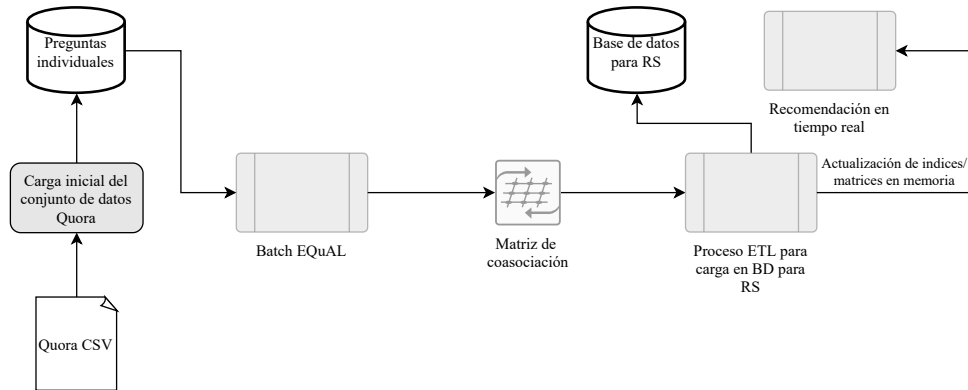 Preguntas
individuales
Base de datos
para RS
Recomendación en
tiempo real
Carga inicial del
conjunto de datos
Quora
Actualización de indices/
matrices en memoria
Batch EQuAL
Matriz de
coasociación
Proceso ETL para
carga en BD para
RS
Quora CSV